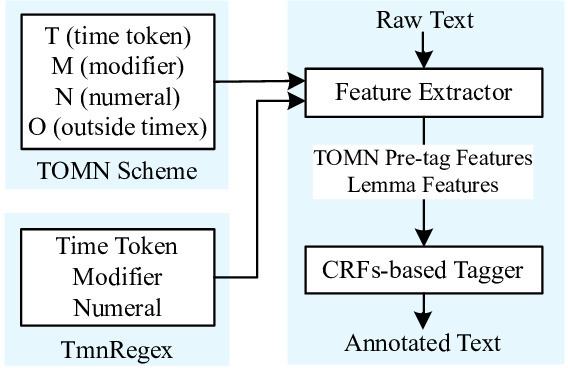 T (time token)
M (modifier)
N (numeral)
O (outside timex)
TOMN Scheme
Time Token
Modifier
Numeral
TmnRegex
Raw Text
Feature Extractor
TOMN Pre-tag Features
Lemma Features
CRFs-based Tagger
Annotated Text